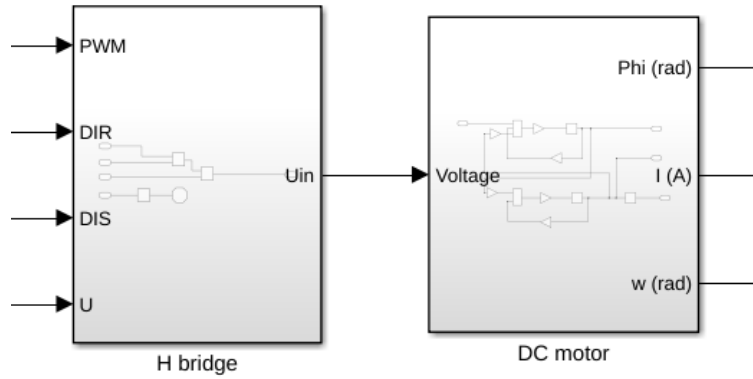 PWM
DIR
DIS
U
Uin
H bridge
Voltage
Phi (rad)
I (A)
w (rad)
DC motor